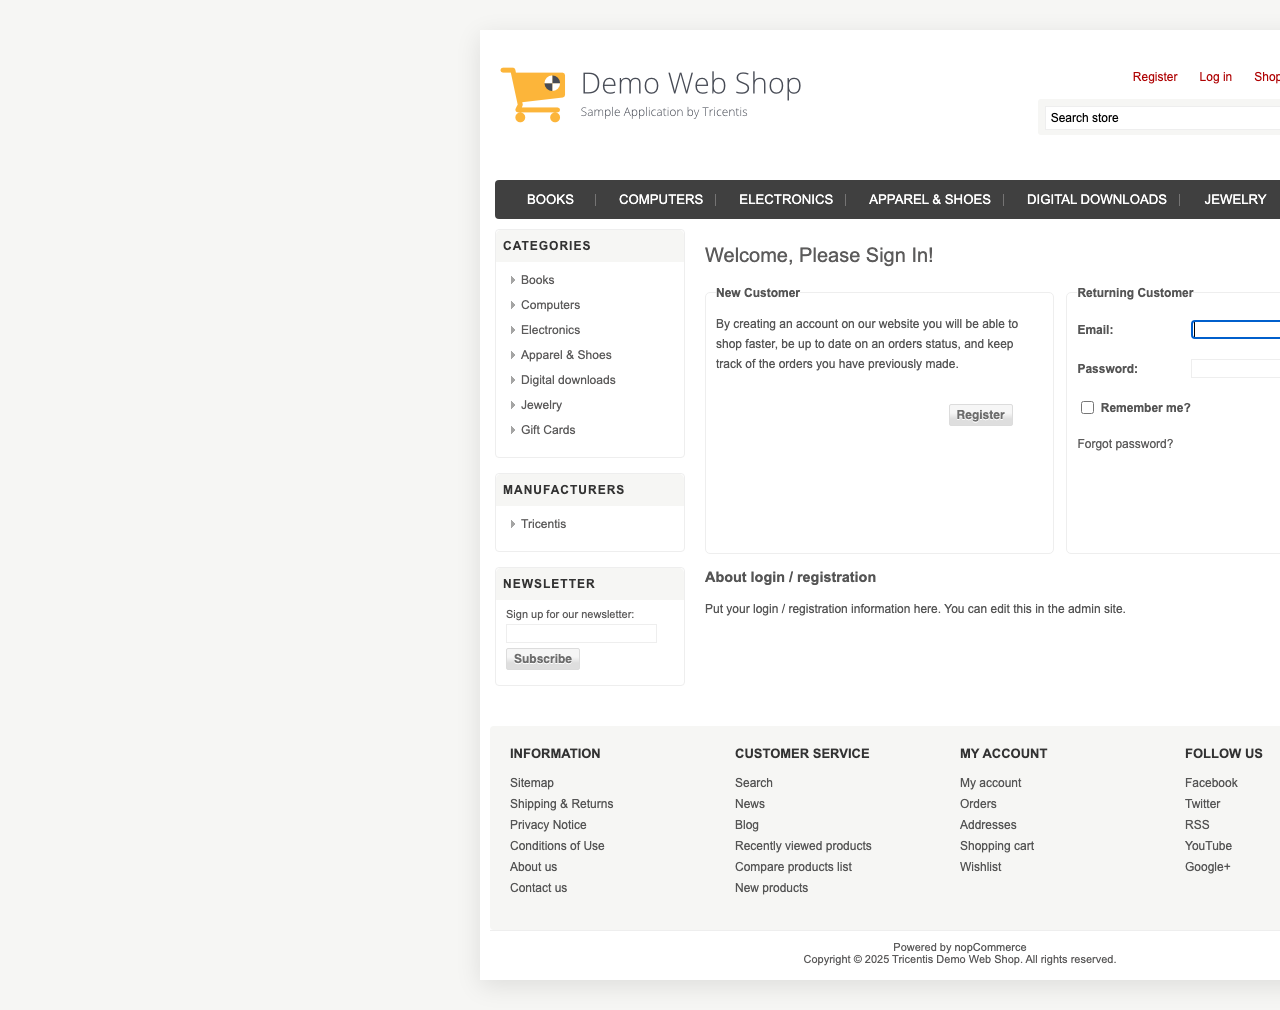 Demo Web Shop
Sample Application by Tricentis
Register Log in
Search store
BOOKS COMPUTERS ELECTRONICS APPAREL & SHOES DIGITAL DOWNLOADS JEWELRY
CATEGORIES
Books
Computers
Electronics
Apparel & Shoes
Digital downloads
Jewelry
Gift Cards
MANUFACTURERS
Tricentis
NEWSLETTER
Sign up for our newsletter:
Subscribe
Welcome, Please Sign In!
New Customer
By creating an account on our website you will be able to
shop faster, be up to date on an orders status, and keep
track of the orders you have previously made.
Register
Returning Customer
Email:
Password:
Remember me?
Forgot password?
About login / registration
Put your login / registration information here. You can edit this in the admin site.
INFORMATION
Sitemap
Shipping & Returns
Privacy Notice
Conditions of Use
About us
Contact us
CUSTOMER SERVICE
Search
News
Blog
Recently viewed products
Compare products list
New products
MY ACCOUNT
My account
Orders
Addresses
Shopping cart
Wishlist
FOLLOW US
Facebook
Twitter
RSS
YouTube
Google+
Powered by nopCommerce
Copyright © 2025 Tricentis Demo Web Shop. All rights reserved.